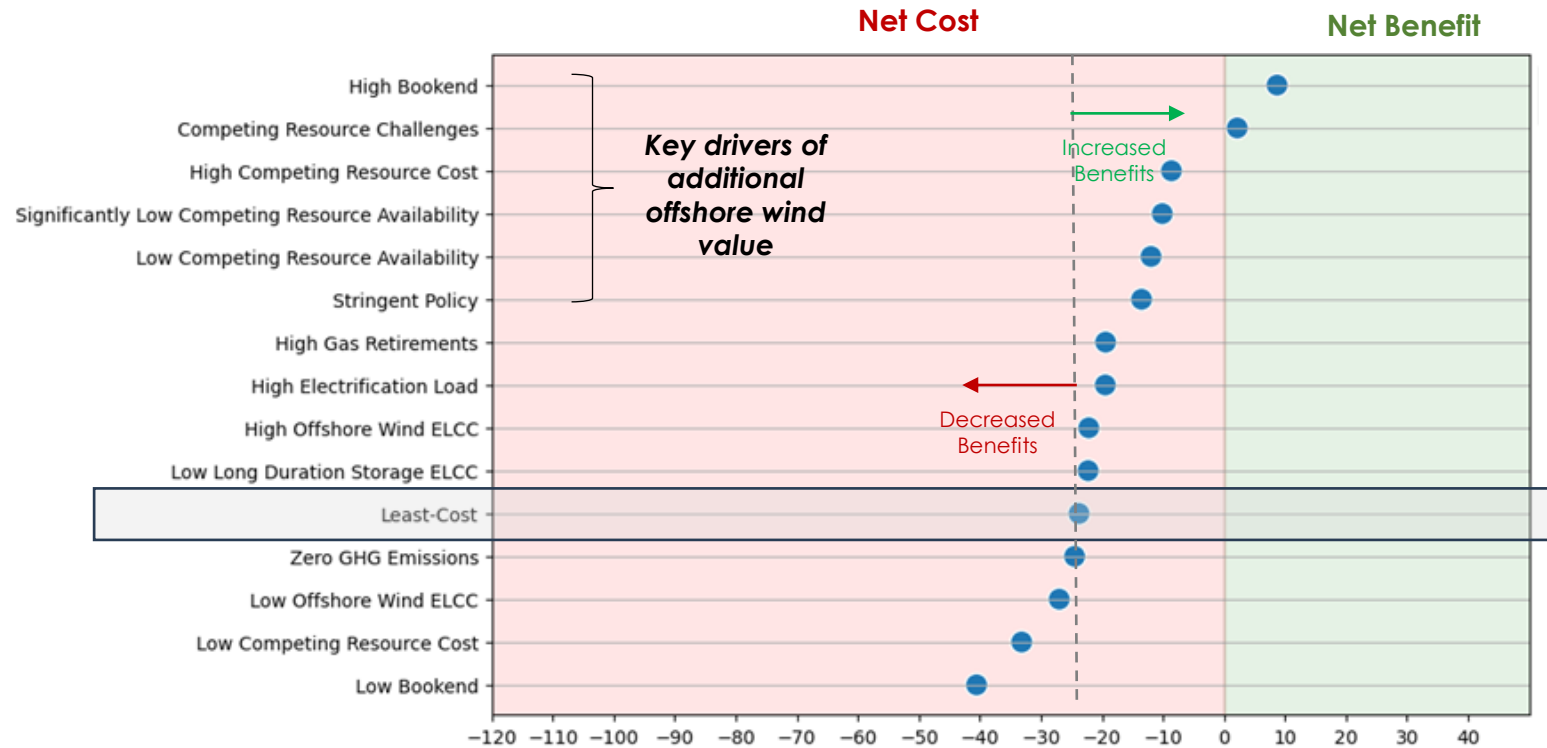 Net Cost
Net Benefit
High Bookend
Competing Resource Challenges
High Competing Resource Cost
Significantly Low Competing Resource Availability
Low Competing Resource Availability
Stringent Policy
High Gas Retirements
High Electrification Load
High Offshore Wind ELCC
Low Long Duration Storage ELCC
Least-Cost
Zero GHG Emissions
Low Offshore Wind ELCC
Low Competing Resource Cost
Low Bookend
Key drivers of
additional
offshore wind
value
Increased
Benefits
Decreased
Benefits
−120 −110 −100 −90 −80 −70 −60 −50 −40 −30 −20 −10 0 10 20 30 40